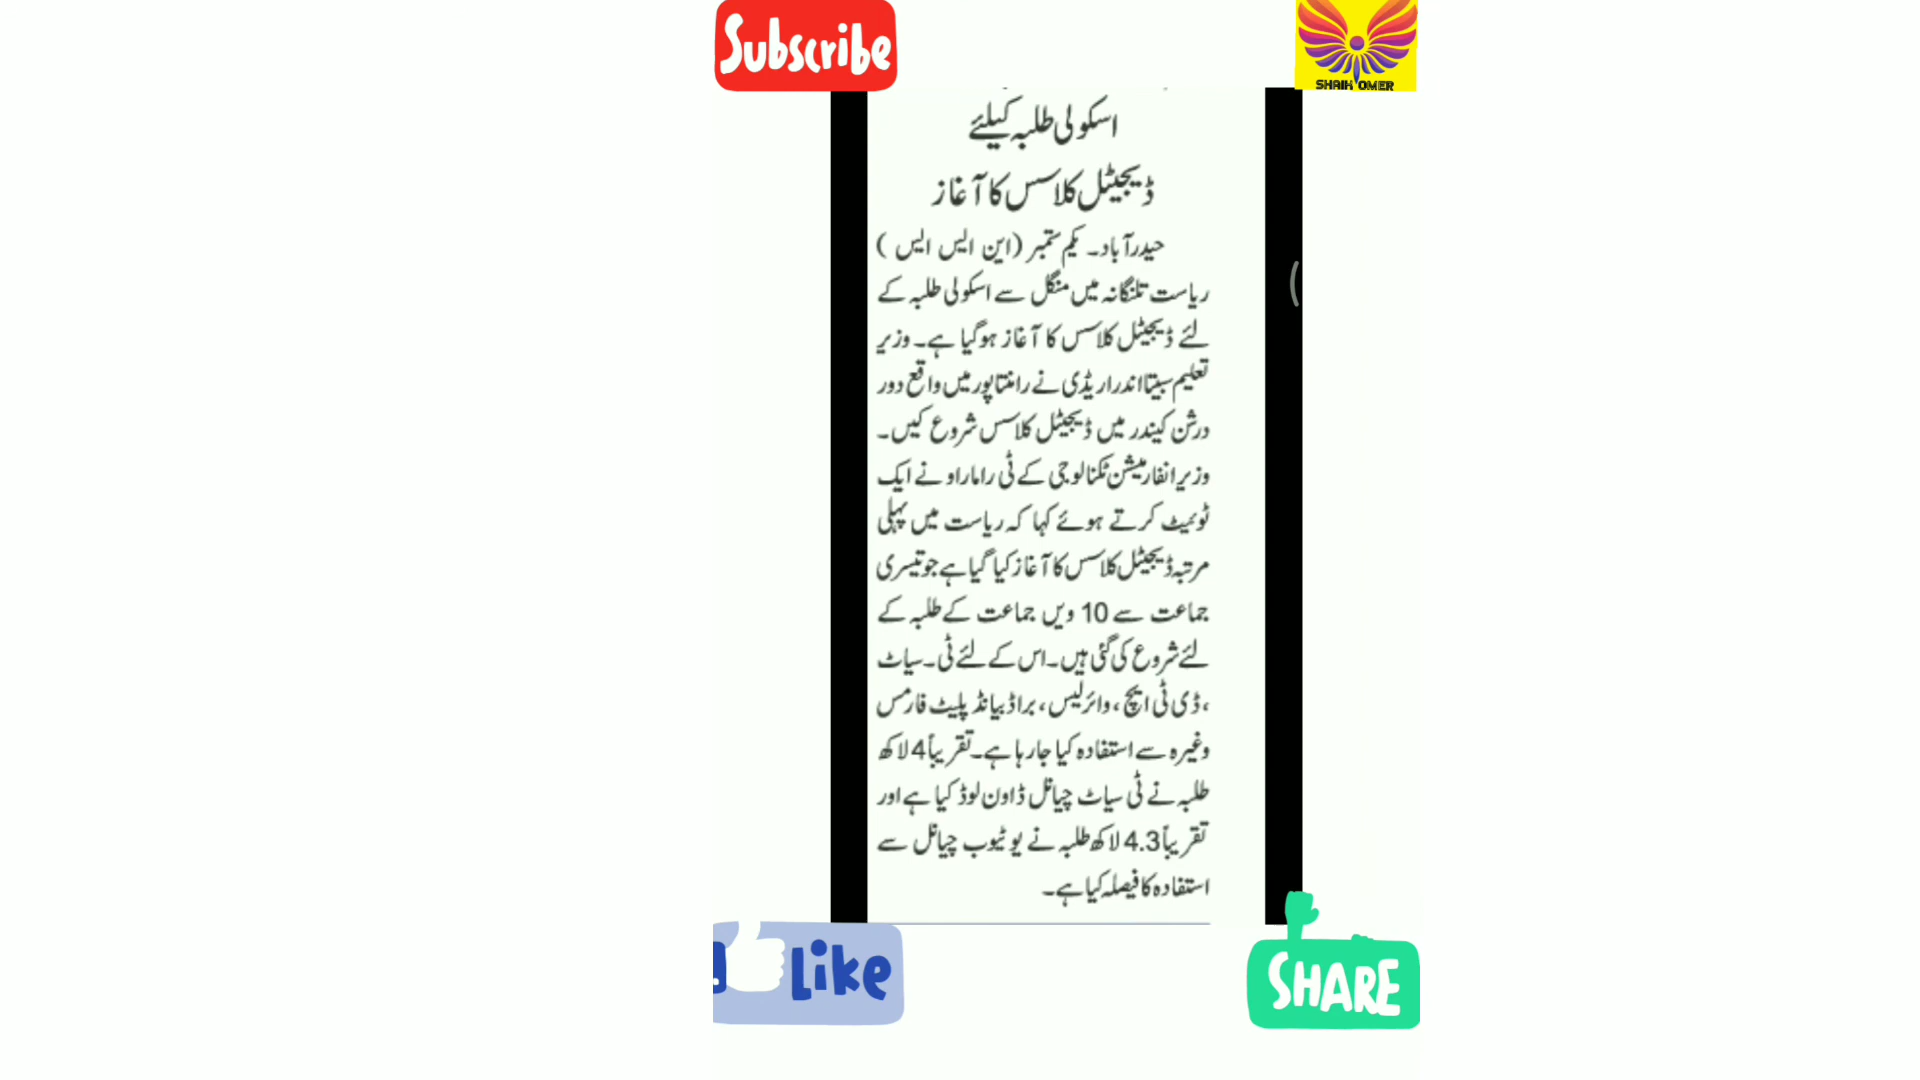 Subscribe
SHAIK OMER
اسکولی طلبہ کیلئے
ڈیجیٹل کلاسس کا آغاز
حیدرآباد۔ یکم ستمبر (این ایس ایس )
ریاست تلنگانہ میں منگل سے اسکولی طلبہ کے
لئے ڈیجیٹل کلاسس کا آغاز ہوگیا ہے۔ وزیر
تعلیم سبیتا اندرا ریڈی نے رامنتا پور میں واقع دور
درشن کیندر میں ڈیجیٹل کلاسس شروع کیں۔
وزیر انفارمیشن ٹکنالوجی کے ٹی راما راو نے ایک
ٹوئیٹ کرتے ہوئے کہا کہ ریاست میں پہلی
مرتبہ ڈیجیٹل کلاسس کا آغاز کیا گیا ہے جو تیسری
جماعت سے 10 ویں جماعت کے طلبہ کے
لئے شروع کی گئی ہیں۔ اس کے لئے ٹی۔سیاٹ
، ڈی ٹی ایچ ، وائرلیس ، براڈ بیانڈ پلیٹ فارمس
وغیرہ سے استفادہ کیا جارہا ہے۔ تقریباً 4 لاکھ
طلبہ نے ٹی سیاٹ چیانل ڈاون لوڈ کیا ہے اور
تقریباً 4.3 لاکھ طلبہ نے یو ٹیوب چیانل سے
استفادہ کا فیصلہ کیا ہے۔
Like
SHARE